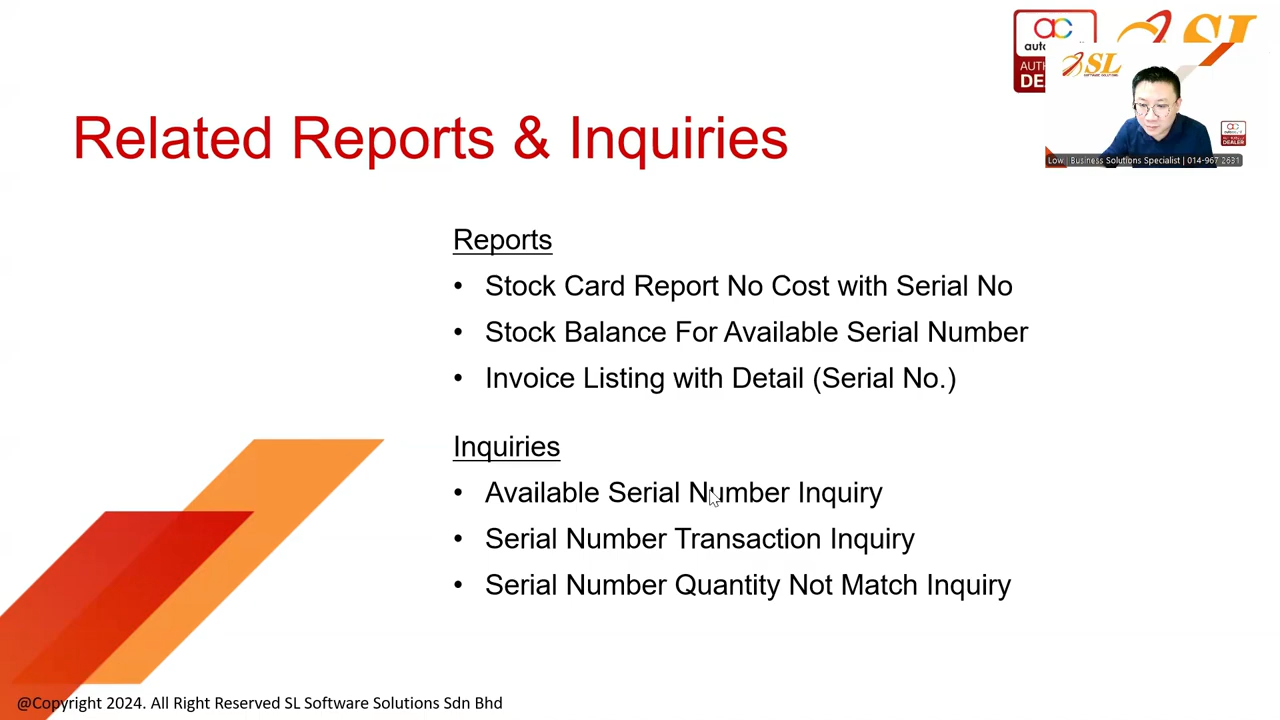 SL
auto
AUTH
DE
SL
SOFTWARE SOLUTIONS
DEALER
Low | Business Solutions Specialist | 014-967 2631
Related Reports & Inquiries
Reports
• Stock Card Report No Cost with Serial No
• Stock Balance For Available Serial Number
• Invoice Listing with Detail (Serial No.)
Inquiries
• Available Serial Number Inquiry
• Serial Number Transaction Inquiry
• Serial Number Quantity Not Match Inquiry
@Copyright 2024. All Right Reserved SL Software Solutions Sdn Bhd